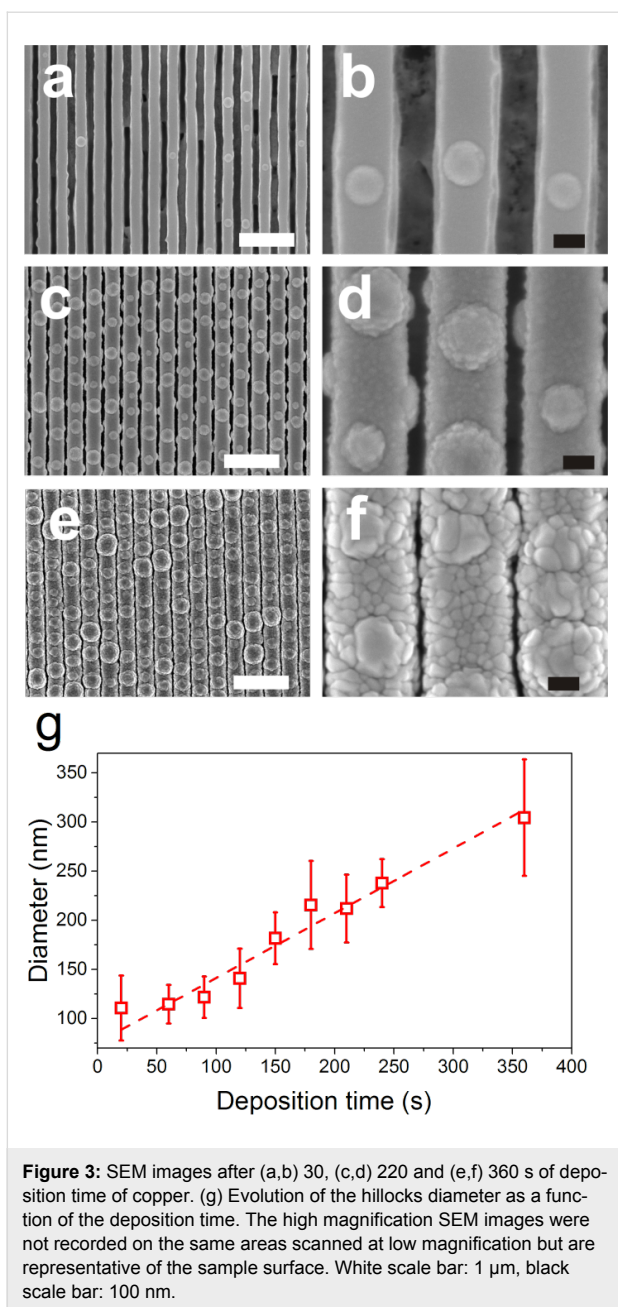 a
b
c
d
e
f
g
350
300
250
200
150
100
Diameter (nm)
0 50 100 150 200 250 300 350 400
Deposition time (s)
Figure 3: SEM images after (a,b) 30, (c,d) 220 and (e,f) 360 s of depo-
sition time of copper. (g) Evolution of the hillocks diameter as a func-
tion of the deposition time. The high magnification SEM images were
not recorded on the same areas scanned at low magnification but are
representative of the sample surface. White scale bar: 1 µm, black
scale bar: 100 nm.